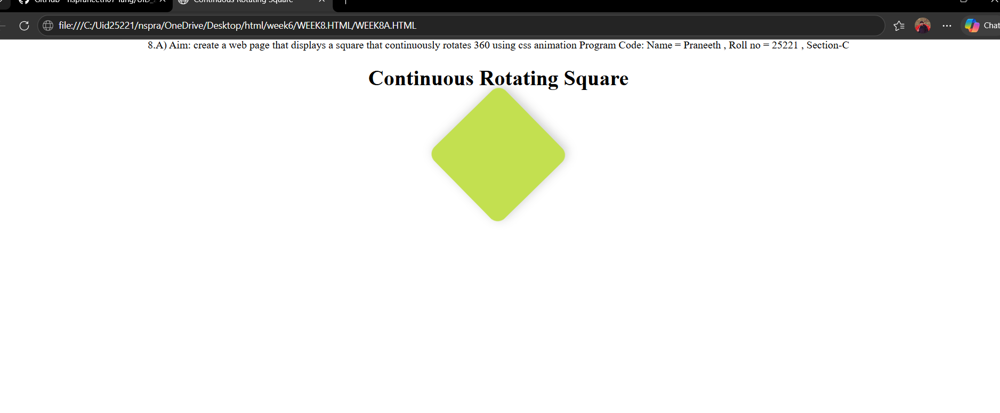 Continuous Rotating Square
file:///C:/Uid25221/nspra/OneDrive/Desktop/html/week6/WEEK8.HTML/WEEK8A.HTML
Chat
8.A) Aim: create a web page that displays a square that continuously rotates 360 using css animation Program Code: Name = Praneeth , Roll no = 25221 , Section-C
Continuous Rotating Square